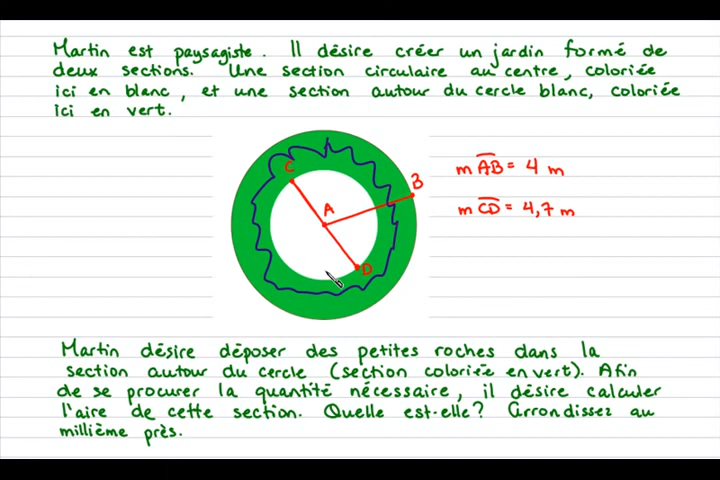 Martin est paysagiste. Il désire créer un jardin formé de
deux sections. Une section circulaire au centre, coloriée
ici en blanc, et une section autour du cercle blanc, coloriée
ici en vert.
C
A
B
D
m AB = 4 m
m CD = 4,7 m
Martin désire déposer des petites roches dans la
section autour du cercle (section coloriée en vert). Afin
de se procurer la quantité nécessaire, il désire calculer
l'aire de cette section. Quelle est-elle? Arrondissez au
millième près.